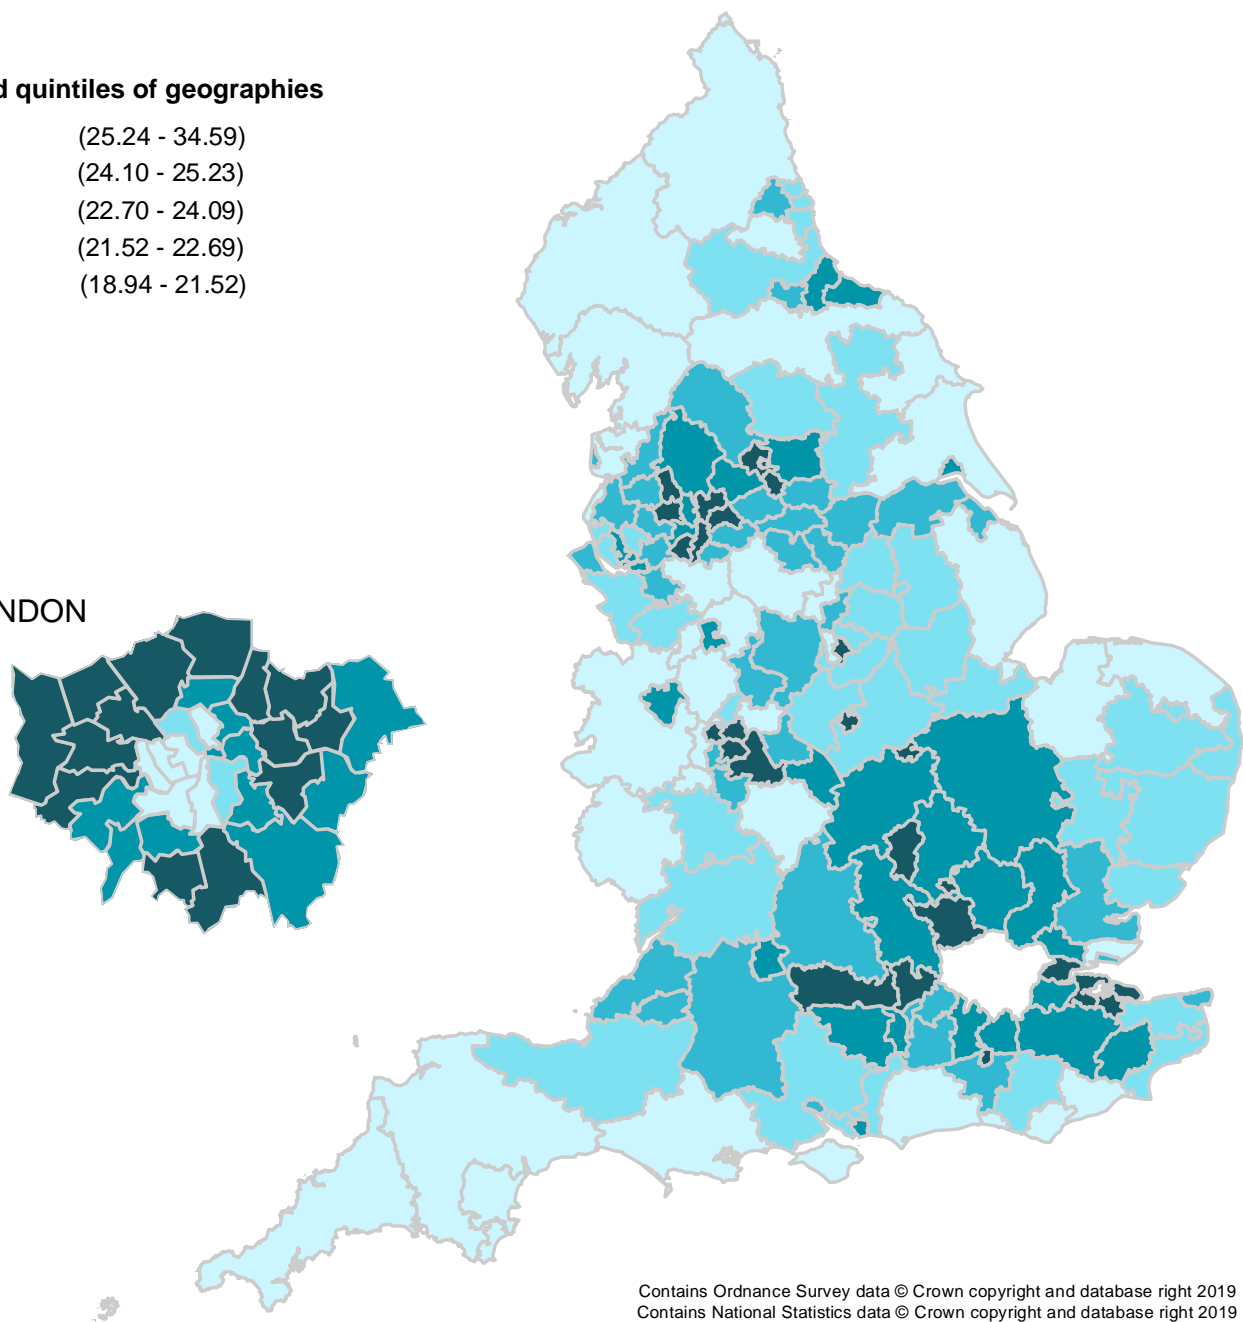 quintiles of geographies
(25.24 - 34.59)
(24.10 - 25.23)
(22.70 - 24.09)
(21.52 - 22.69)
(18.94 - 21.52)
NDON
Contains Ordnance Survey data © Crown copyright and database right 2019
Contains National Statistics data © Crown copyright and database right 2019